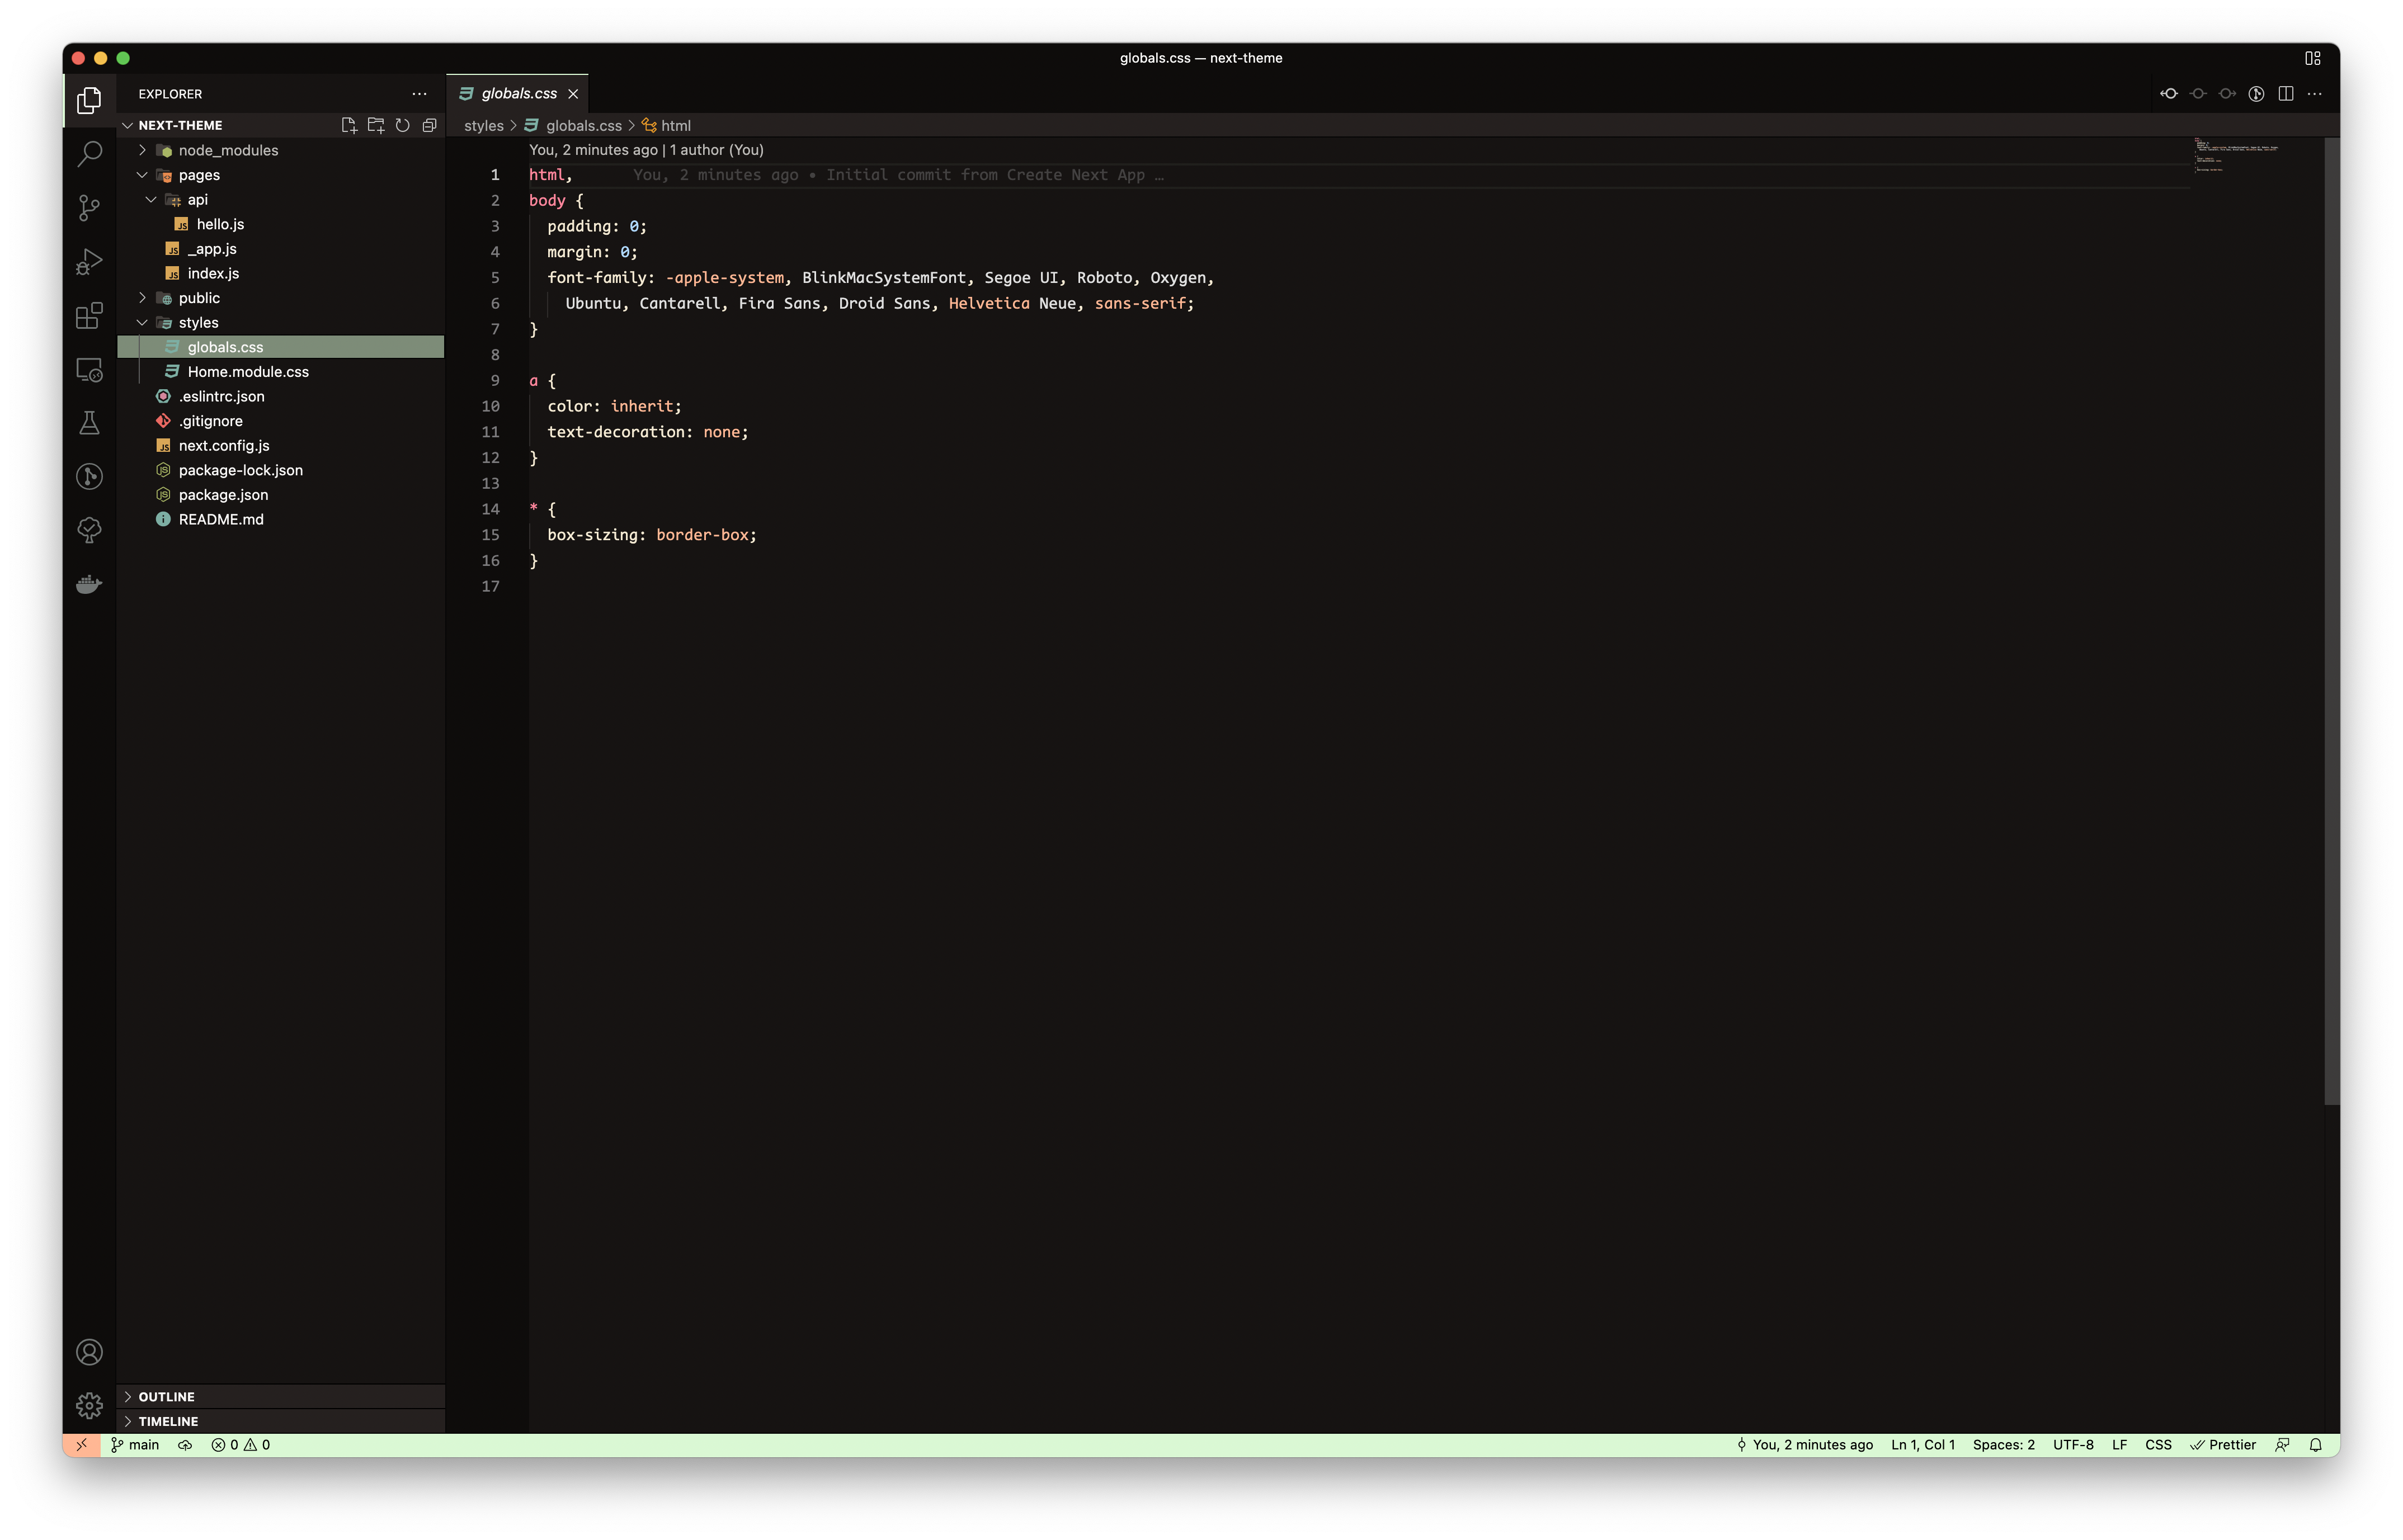 globals.css — next-theme
EXPLORER
NEXT-THEME
node_modules
pages
api
hello.js
_app.js
index.js
public
styles
globals.css
Home.module.css
.eslintrc.json
.gitignore
next.config.js
package-lock.json
package.json
README.md
OUTLINE
TIMELINE
globals.css
styles > globals.css > html
You, 2 minutes ago | 1 author (You)
1 html, You, 2 minutes ago • Initial commit from Create Next App …
2 body {
3 padding: 0;
4 margin: 0;
5 font-family: -apple-system, BlinkMacSystemFont, Segoe UI, Roboto, Oxygen,
6 Ubuntu, Cantarell, Fira Sans, Droid Sans, Helvetica Neue, sans-serif;
7 }
8
9 a {
10 color: inherit;
11 text-decoration: none;
12 }
13
14 * {
15 box-sizing: border-box;
16 }
17
main 0 0 You, 2 minutes ago Ln 1, Col 1 Spaces: 2 UTF-8 LF CSS Prettier